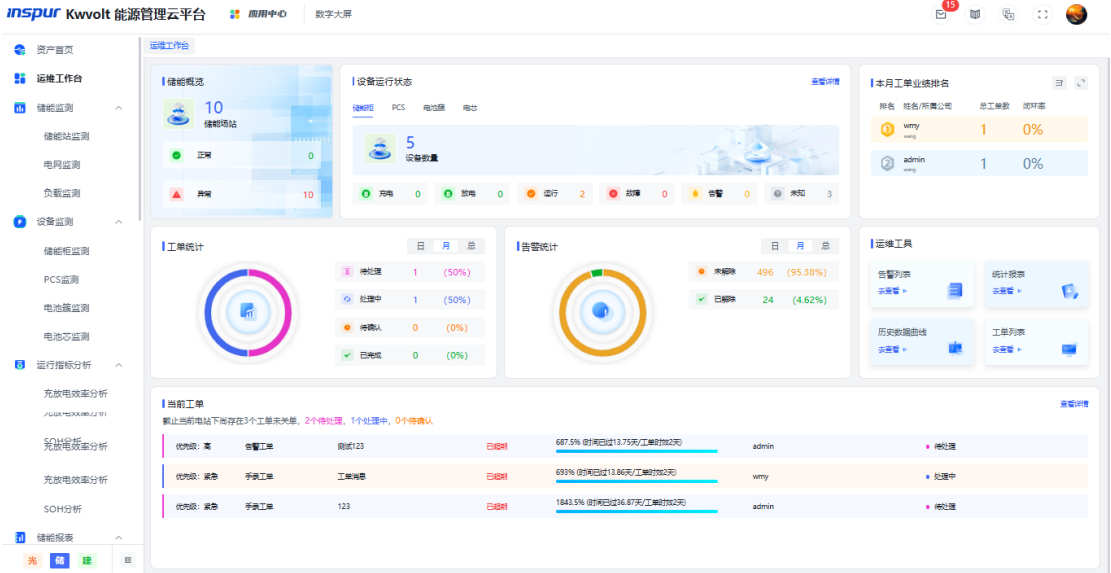 inspur Kwvolt 能源管理云平台 应用中心 数字大屏 15
资产首页
运维工作台
储能监测
储能站监测
电网监测
负载监测
设备监测
储能柜监测
PCS监测
电池簇监测
电池芯监测
运行指标分析
充放电效率分析
充放电效率分析
SOH分析
充放电效率分析
充放电效率分析
SOH分析
储能报表
光 储 建
运维工作台
储能概览
10
储能场站
正常 0
异常 10
设备运行状态 查看详情
储能柜 PCS 电池簇 电芯
5
设备数量
充电 0 放电 0 运行 2 故障 0 告警 0 未知 3
本月工单业绩排名
排名 姓名/所属公司 总工单数 闭环率
1 wmy 1 0%
wang
2 admin 1 0%
wang
工单统计 日 月 总
待处理 1 (50%)
处理中 1 (50%)
待确认 0 (0%)
已完成 0 (0%)
告警统计 日 月 总
未解除 496 (95.38%)
已解除 24 (4.62%)
运维工具
告警列表
去查看
统计报表
去查看
历史数据曲线
去查看
工单列表
去查看
当前工单 查看详情
截止当前电站下尚存在3个工单未关单，2个待处理，1个处理中，0个待确认
优先级：高 告警工单 测试123 已超期 687.5% (时间已过13.75天/工单时效2天) admin 待处理
优先级：紧急 手录工单 工单消息 已超期 693% (时间已过13.86天/工单时效2天) wmy 处理中
优先级：紧急 手录工单 123 已超期 1843.5% (时间已过36.87天/工单时效2天) admin 待处理